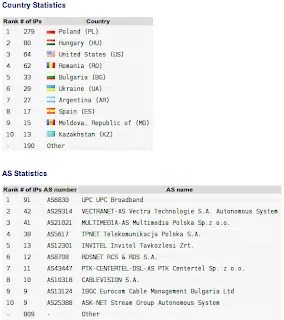 Country Statistics
Rank # of IPs Country
1 279 Poland (PL)
2 80 Hungary (HU)
3 64 United States (US)
4 62 Romania (RO)
5 33 Bulgaria (BG)
6 29 Ukraine (UA)
7 27 Argentina (AR)
8 17 Spain (ES)
9 15 Moldova, Republic of (MD)
10 13 Kazakhstan (KZ)
- 190 Other
AS Statistics
Rank # of IPs AS number AS name
1 91 AS6830 UPC UPC Broadband
2 42 AS29314 VECTRANET-AS Vectra Technologie S.A. Autonomous System
3 41 AS21021 MULTIMEDIA-AS Multimedia Polska Sp.z o.o.
4 38 AS5617 TPNET Telekomunikacja Polska S.A.
5 13 AS12301 INVITEL Invitel Tavkozlesi Zrt.
6 12 AS8708 RDSNET RCS & RDS S.A.
7 11 AS43447 PTK-CENTERTEL-DSL-AS PTK Centertel Sp. z o.o.
8 10 AS10318 CABLEVISION S.A.
9 9 AS13124 IBGC Eurocom Cable Management Bulgaria Ltd
10 9 AS25388 ASK-NET Stream Group Autonomous System
- 809 - Other